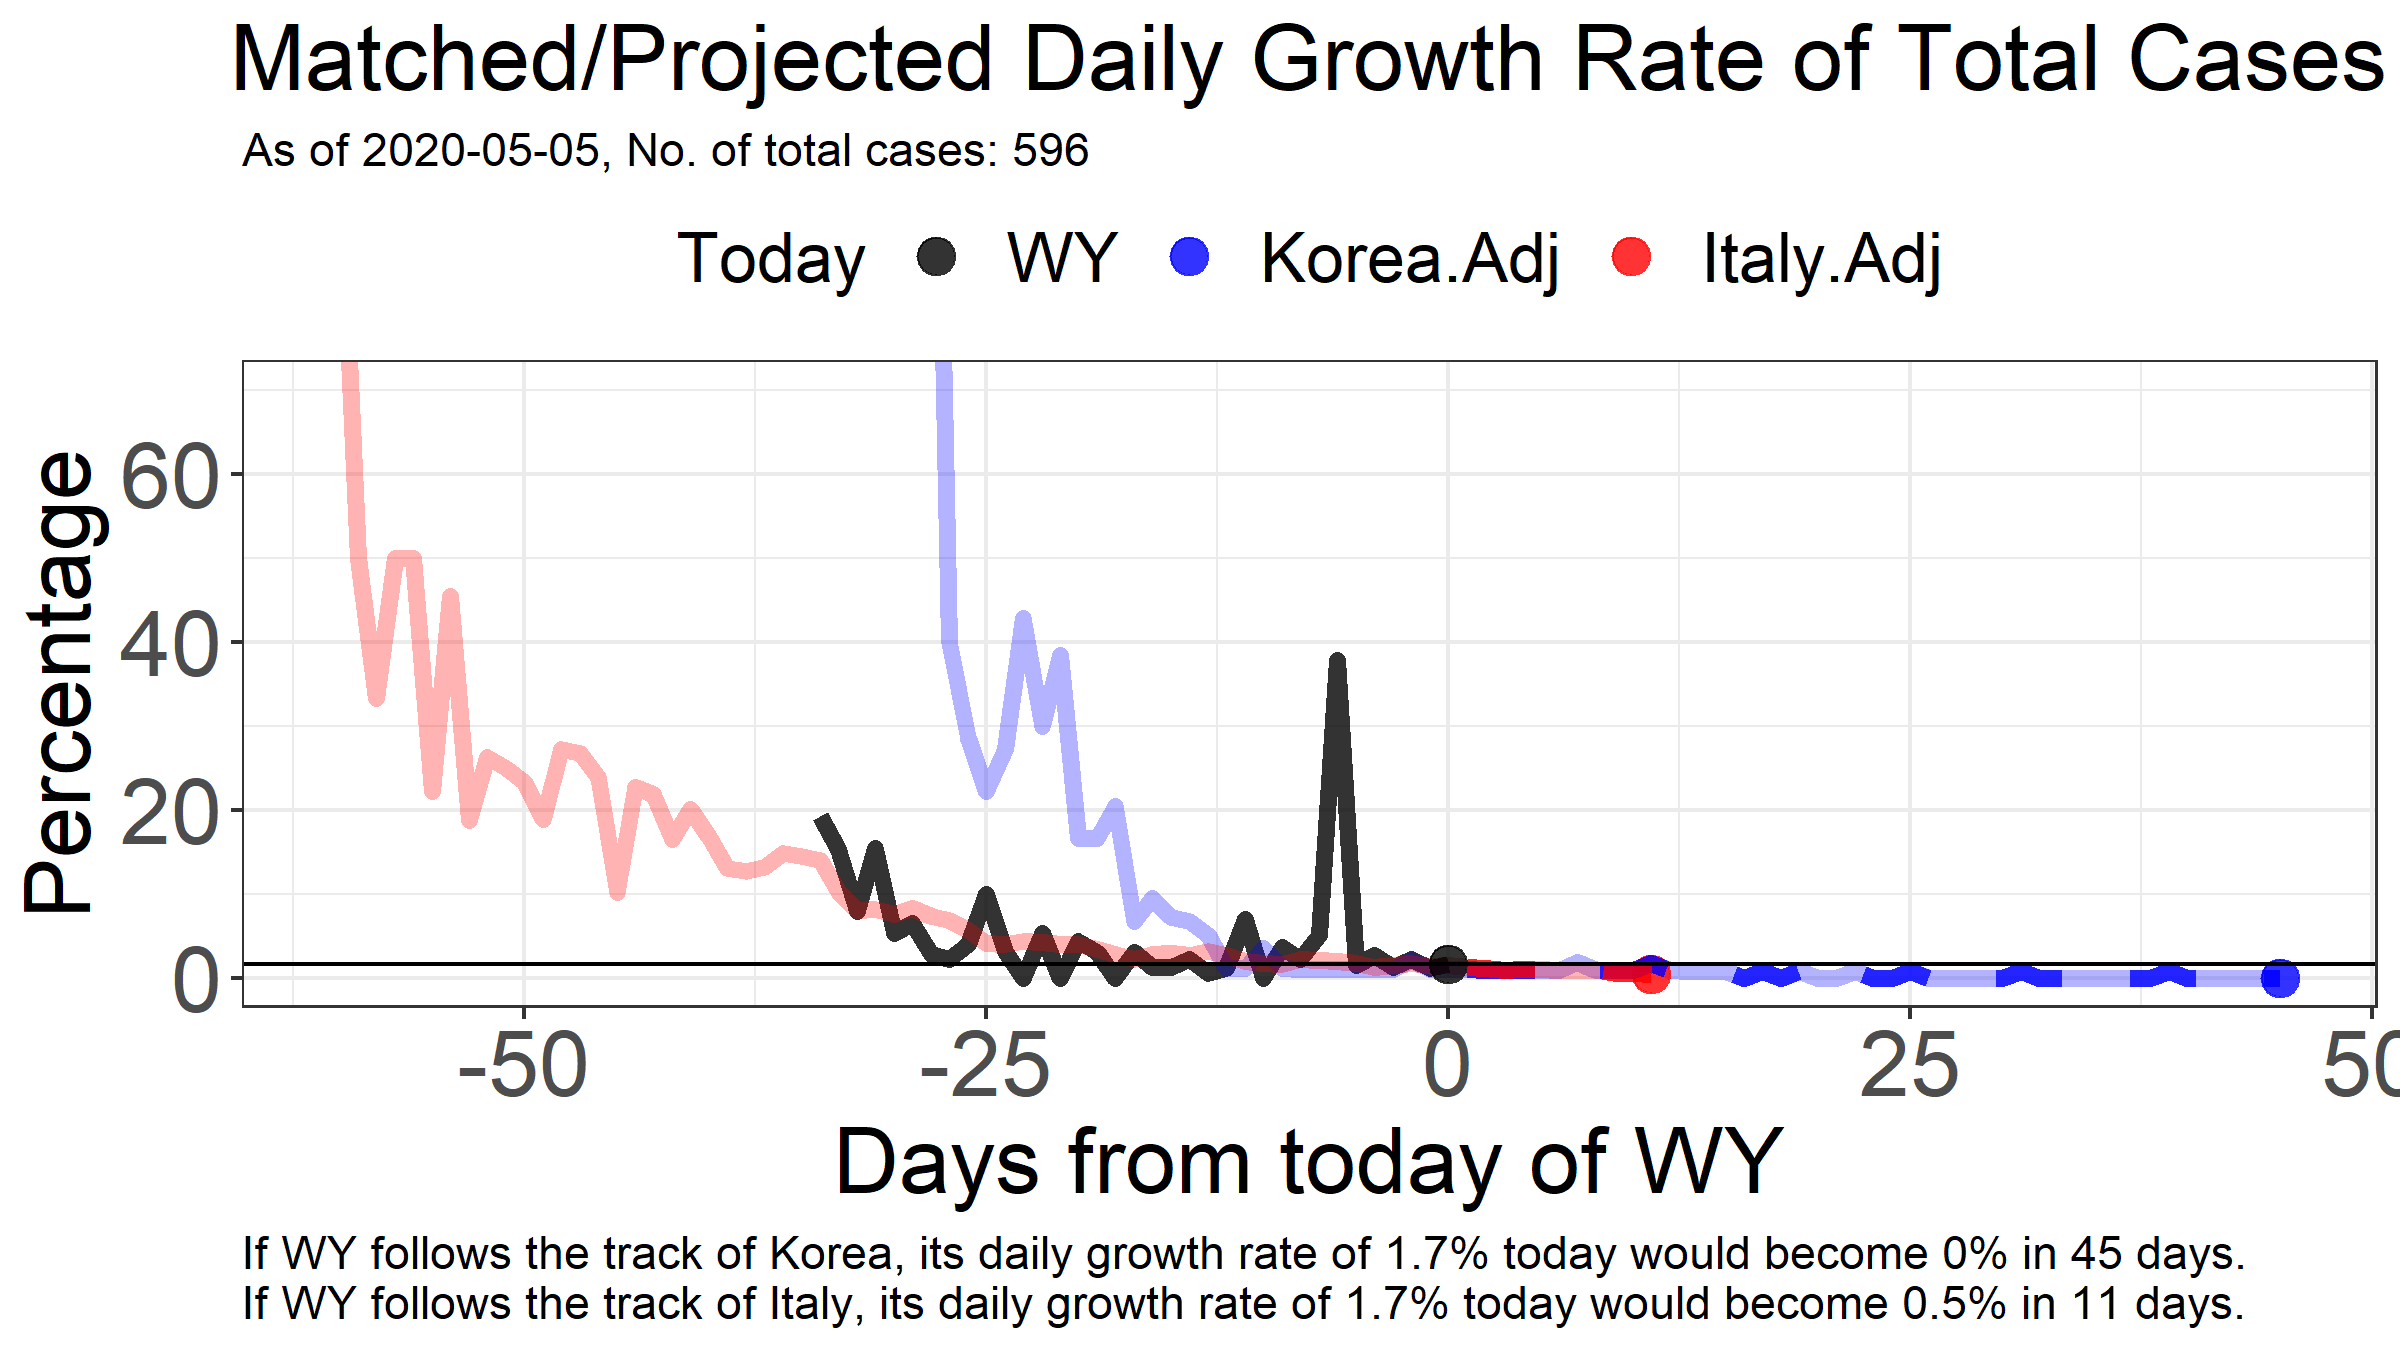 Matched/Projected Daily Growth Rate of Total Cases
As of 2020-05-05, No. of total cases: 596
Today WY Korea.Adj Italy.Adj
Percentage
60
40
20
0
-50 -25 0 25 50
Days from today of WY
If WY follows the track of Korea, its daily growth rate of 1.7% today would become 0% in 45 days.
If WY follows the track of Italy, its daily growth rate of 1.7% today would become 0.5% in 11 days.